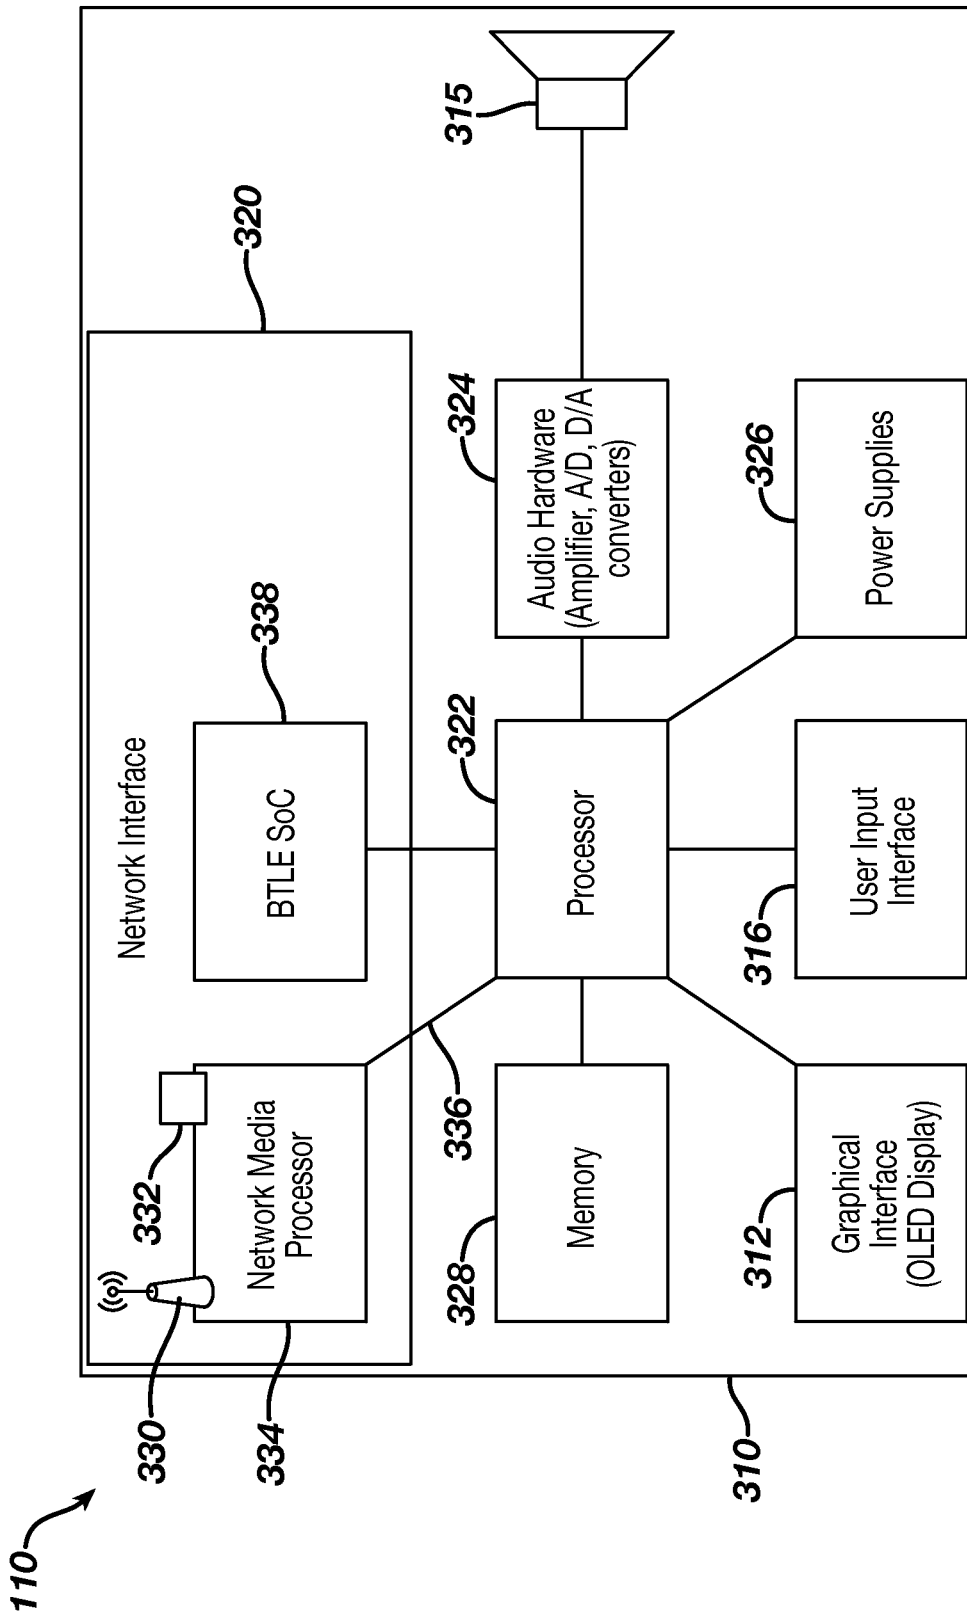 110
330
332
320
Network Interface
338
334
Network Media
Processor
BTLE SoC
336
328
Memory
322
Processor
324
Audio Hardware
(Amplifier, A/D, D/A
converters)
315
310
312
Graphical
Interface
(OLED Display)
316
User Input
Interface
326
Power Supplies